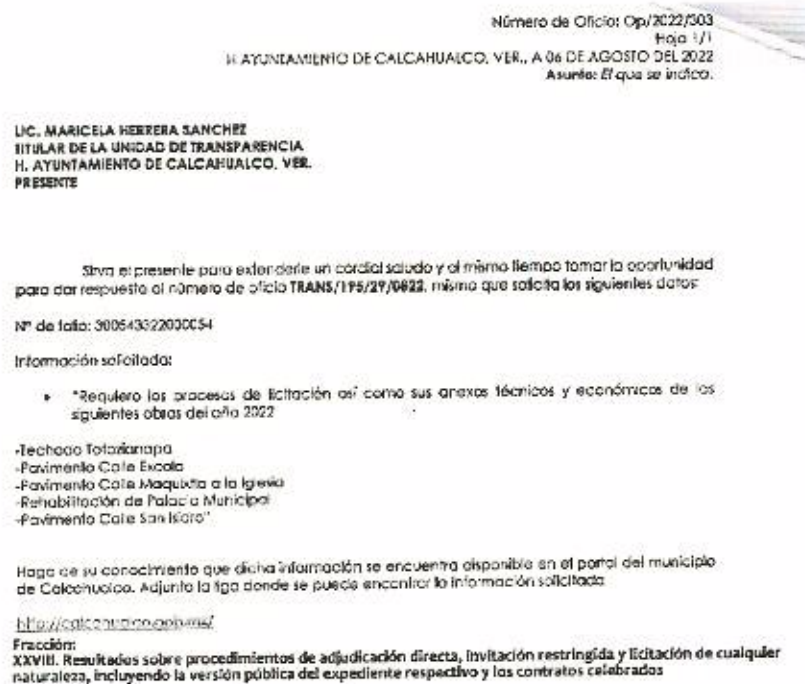 Número de Oficio: Op/2022/303
Hoja 1/1
H. AYUNTAMIENTO DE CALCAHUALCO, VER., A 06 DE AGOSTO DEL 2022
Asunto: El que se indica.
LIC. MARICELA HERRERA SANCHEZ
TITULAR DE LA UNIDAD DE TRANSPARENCIA
H. AYUNTAMIENTO DE CALCAHUALCO, VER.
PRESENTE
Sirva el presente para extenderle un cordial saludo y al mismo tiempo tomar la oportunidad
para dar respuesta al número de oficio TRANS/195/29/0822, mismo que solicita los siguientes datos:
N° de folio: 300543322000054
Información solicitada:
• "Requiero los procesos de licitación así como sus anexos técnicos y económicos de las
siguientes obras del año 2022
-Techado
-Pavimento Calle Escola
-Pavimento Calle Maquixtla a la Iglesia
-Rehabilitación de Palacio Municipal
-Pavimento Calle San Isidro"
Hago de su conocimiento que dicha información se encuentra disponible en el portal del municipio
de Calcahualco. Adjunto la liga donde se puede encontrar la información solicitada
http://calcahualco.gob.mx/
Fracción:
XXVIII. Resultados sobre procedimientos de adjudicación directa, invitación restringida y licitación de cualquier
naturaleza, incluyendo la versión pública del expediente respectivo y los contratos celebrados